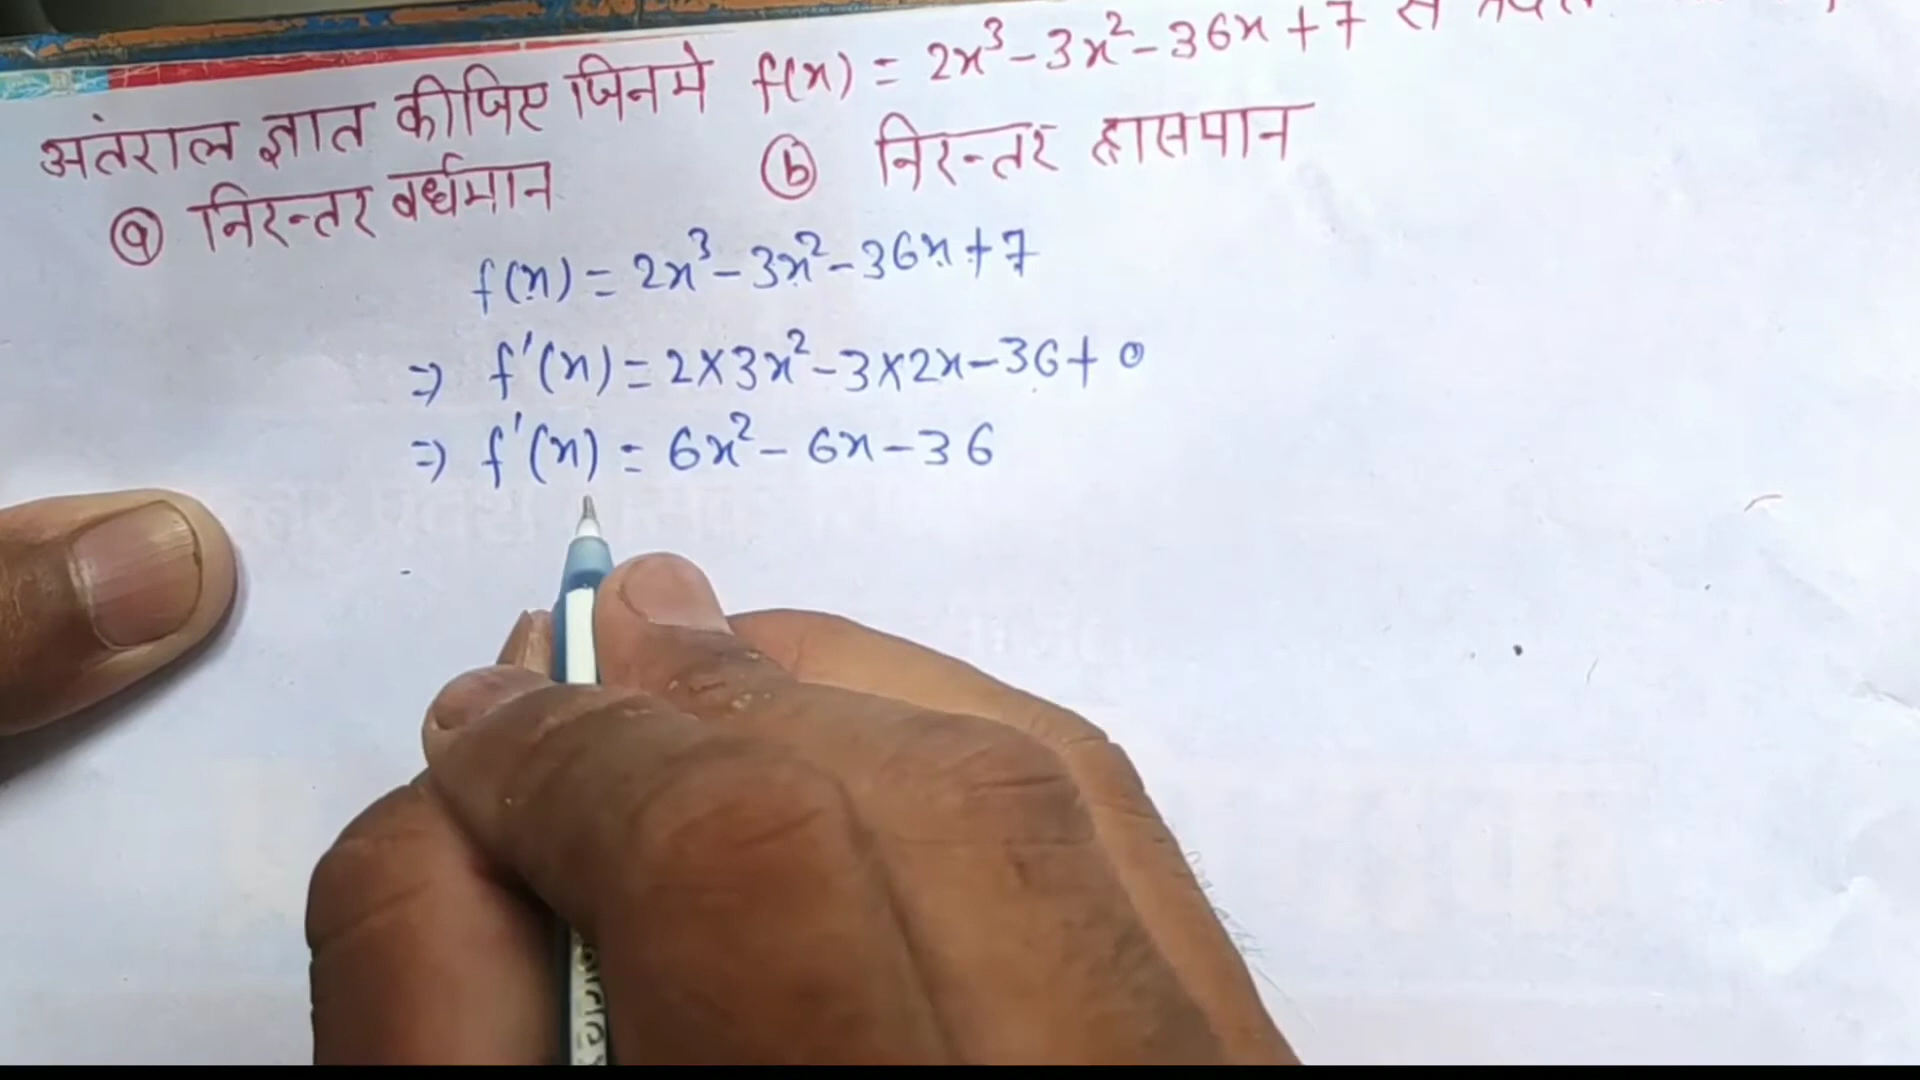 अंतराल ज्ञात कीजिए जिनमे f(x) = 2x³-3x²-36x+7 से
ⓐ निरन्तर वर्धमान ⓑ निरन्तर ह्रासमान
f(x) = 2x³-3x²-36x+7
⇒ f'(x) = 2×3x²-3×2x-36+0
⇒ f'(x) = 6x²-6x-36